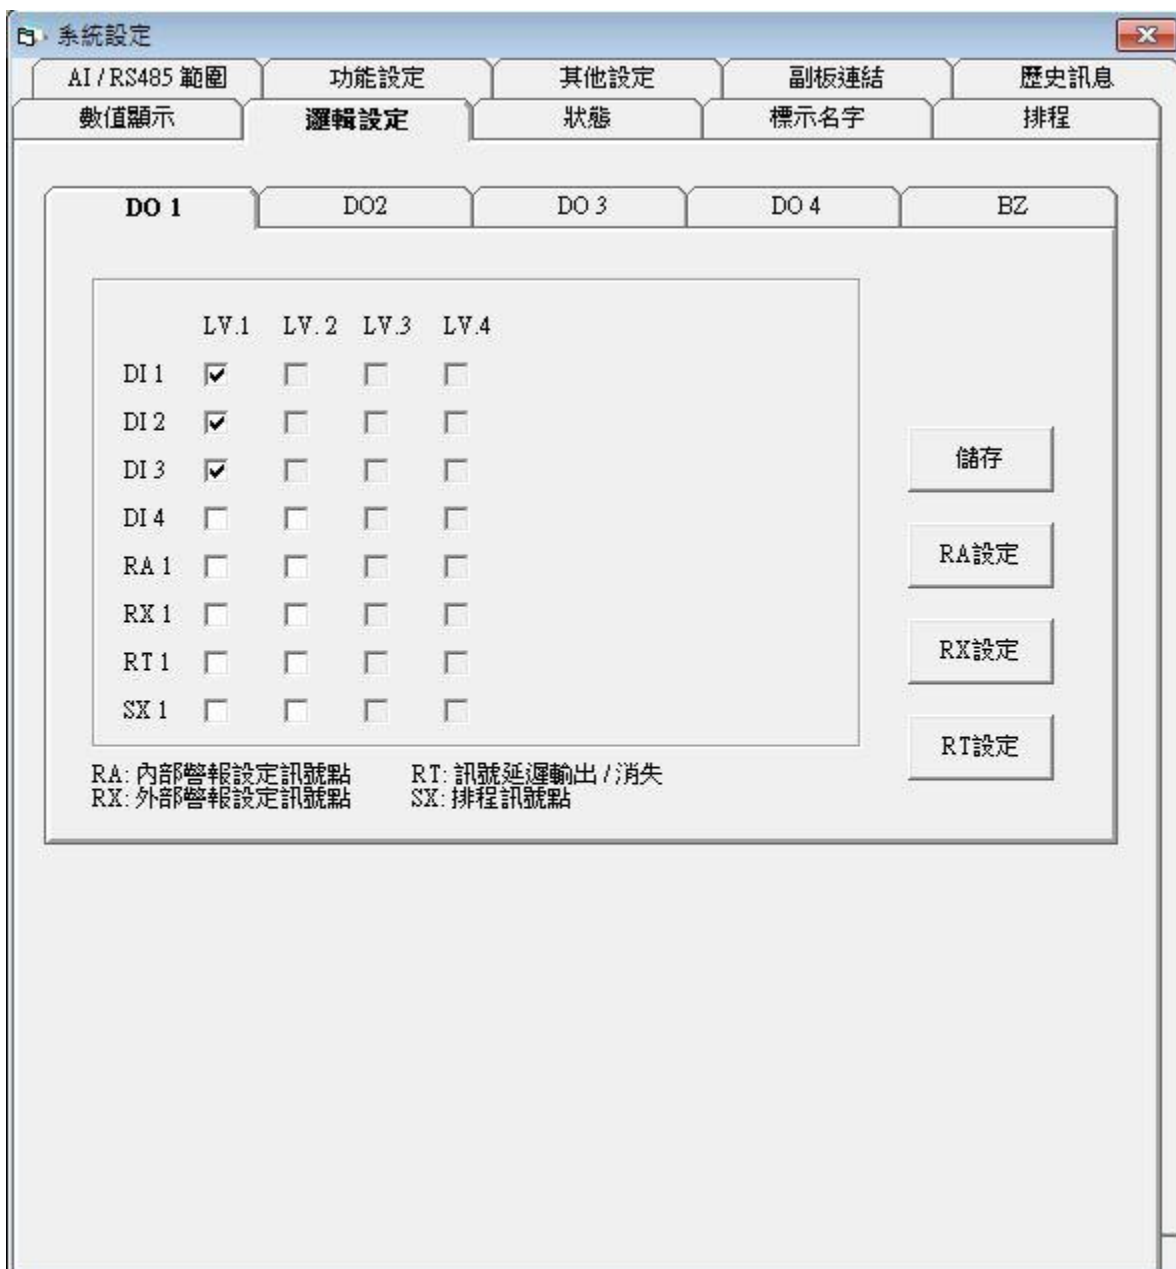 系統設定
AI / RS485 範圍 功能設定 其他設定 副板連結 歷史訊息
數值顯示 邏輯設定 狀態 標示名字 排程
DO 1 DO2 DO 3 DO 4 BZ
LV.1 LV. 2 LV.3 LV.4
DI 1
DI 2
DI 3
儲存
DI 4
RA 1
RA設定
RX 1
RX設定
RT 1
SX 1
RT設定
RA: 內部警報設定訊號點 RT: 訊號延遲輸出 / 消失
RX: 外部警報設定訊號點 SX: 排程訊號點